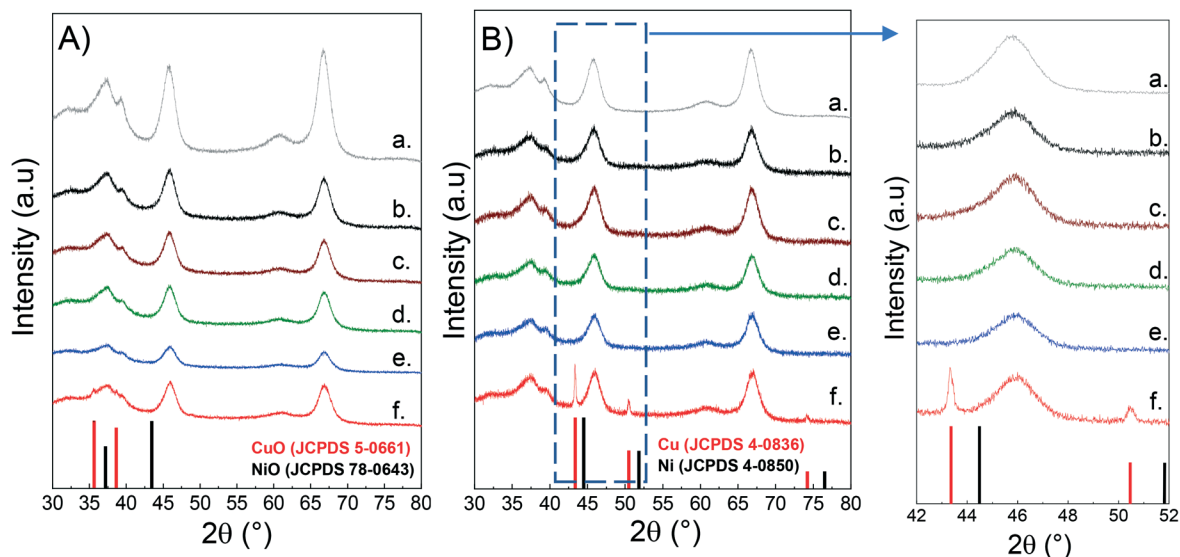 A)
Intensity (a.u)
a.
b.
c.
d.
e.
f.
CuO (JCPDS 5-0661)
NiO (JCPDS 78-0643)
30 35 40 45 50 55 60 65 70 75 80
2θ (°)
B)
Intensity (a.u)
a.
b.
c.
d.
e.
f.
Cu (JCPDS 4-0836)
Ni (JCPDS 4-0850)
30 35 40 45 50 55 60 65 70 75 80
2θ (°)
Intensity (a.u)
a.
b.
c.
d.
e.
f.
42 44 46 48 50 52
2θ (°)